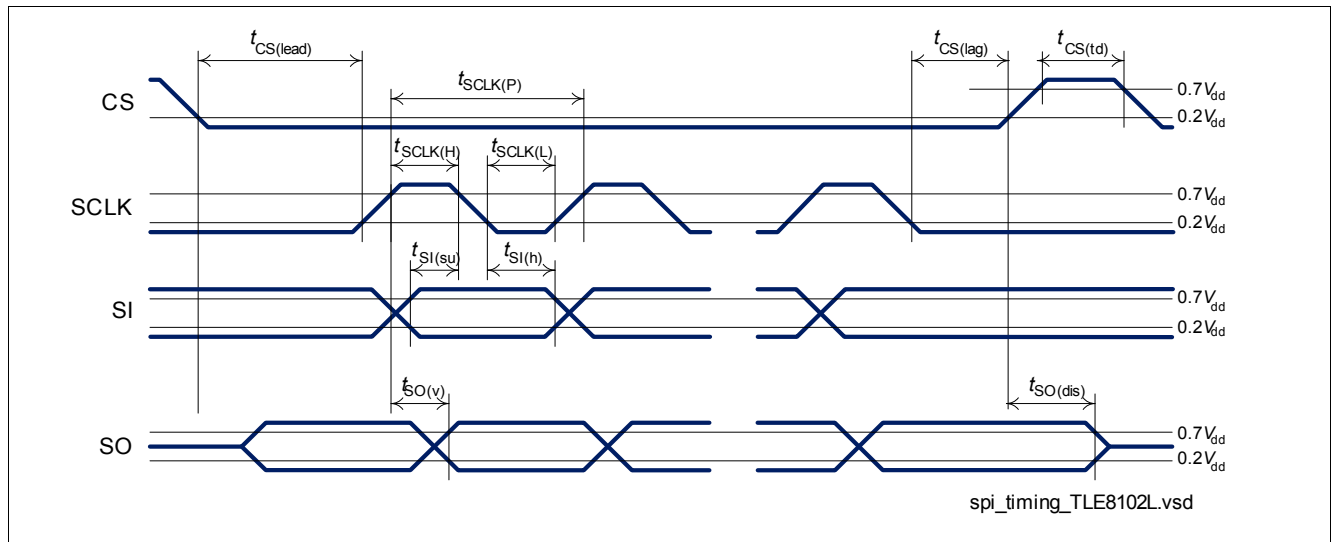 tCS(lead)
tCS(lag)
tCS(td)
tSCLK(P)
CS
0.7Vdd
0.2Vdd
tSCLK(H)
tSCLK(L)
SCLK
0.7Vdd
0.2Vdd
tSI(su)
tSI(h)
SI
0.7Vdd
0.2Vdd
tSO(v)
tSO(dis)
SO
0.7Vdd
0.2Vdd
spi_timing_TLE8102L.vsd